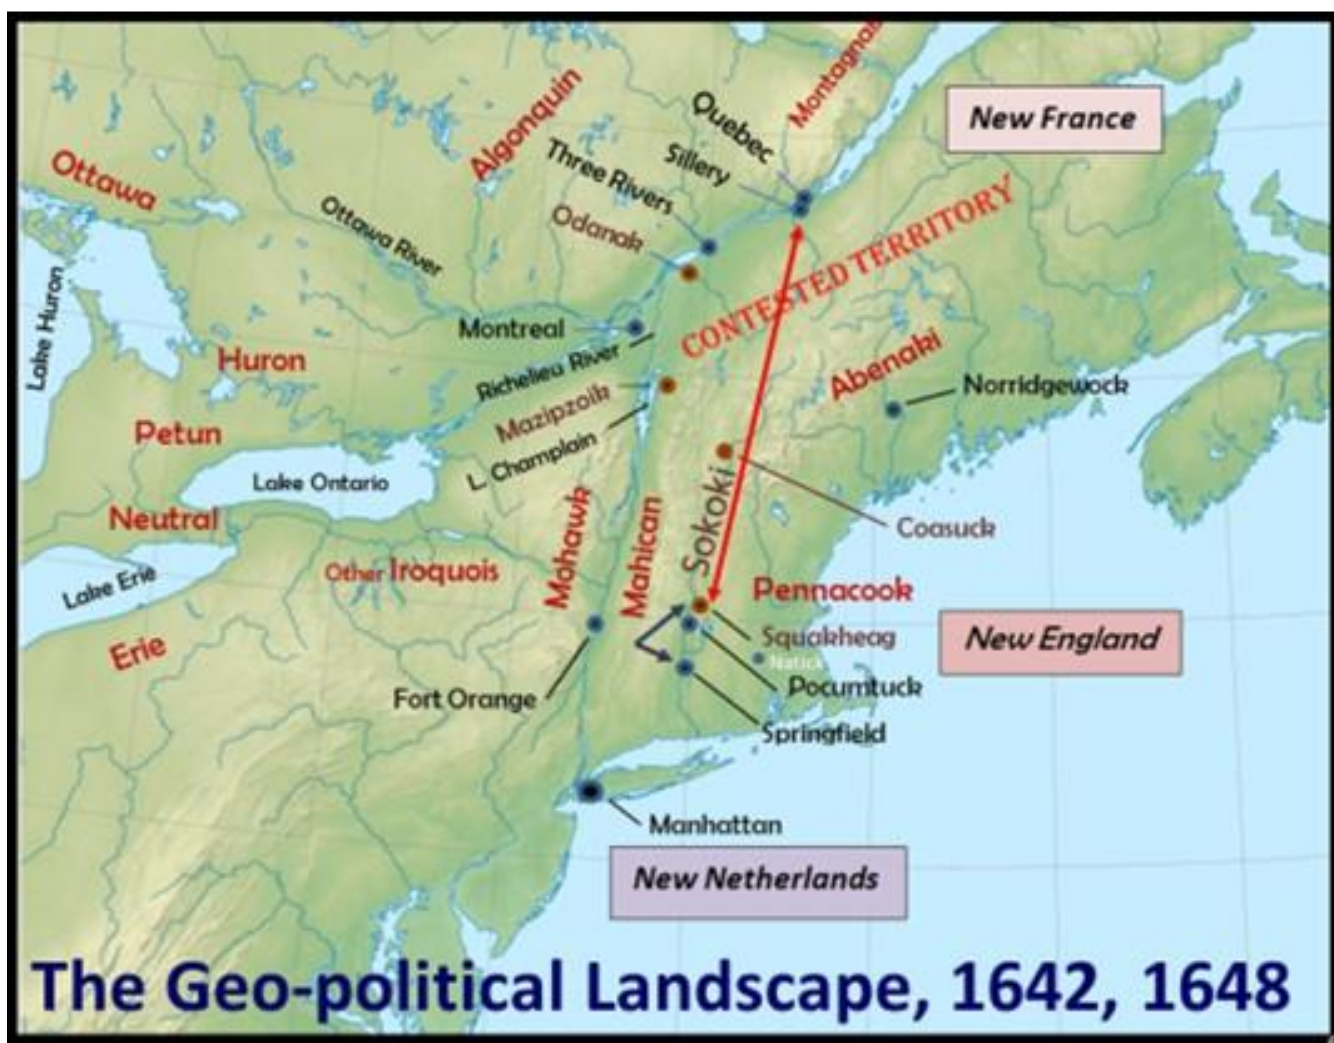 Montagnais
New France
Quebec
Algonquin
Sillery
Three Rivers
Ottawa
Odanak
Ottawa River
CONTESTED TERRITORY
Lake Huron
Montreal
Huron
Richelieu River
Abenaki
Norridgewock
Mazipzoik
Petun
L. Champlain
Lake Ontario
Neutral
Coasuck
Sokoki
Mohawk
Mahican
Other Iroquois
Lake Erie
Pennacook
Squakheag
New England
Erie
Natick
Pocumtuck
Fort Orange
Springfield
Manhattan
New Netherlands
The Geo-political Landscape, 1642, 1648